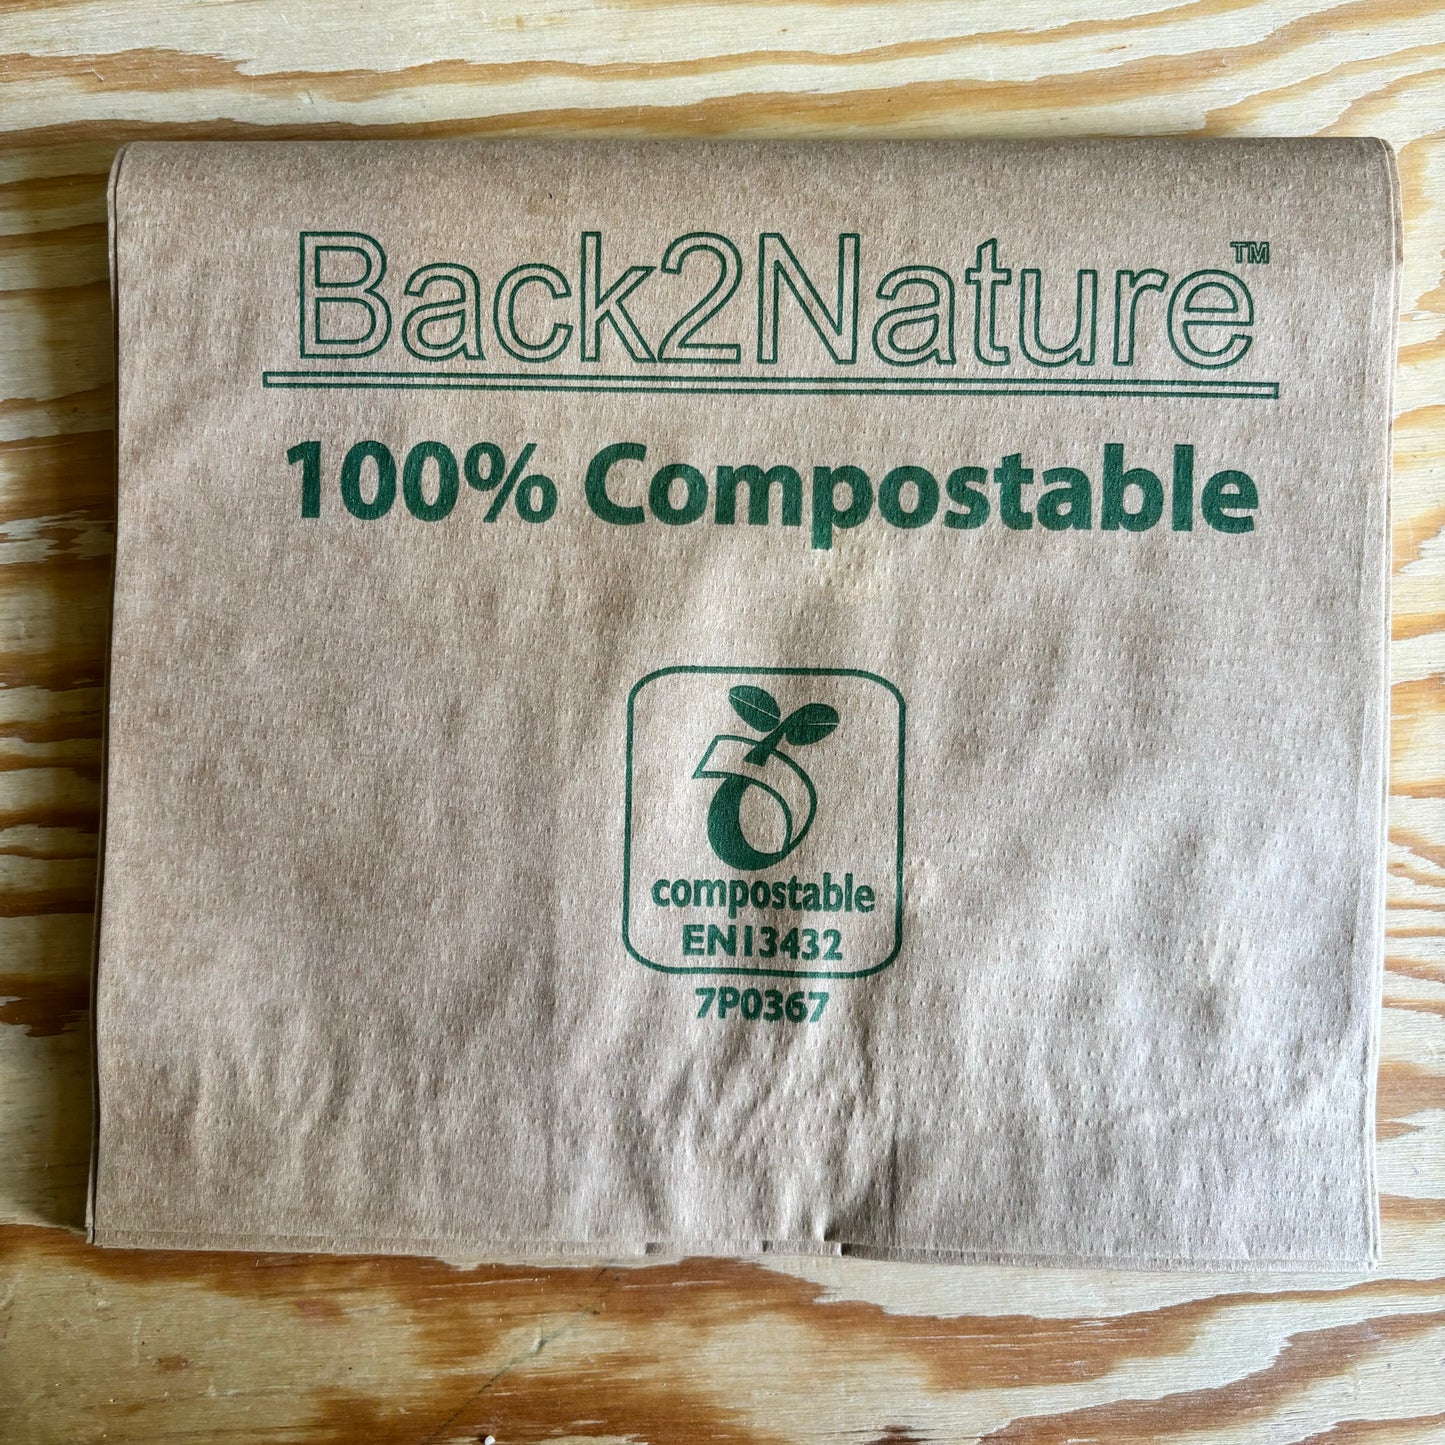 Back2Nature™
100% Compostable
compostable
EN13432
7P0367